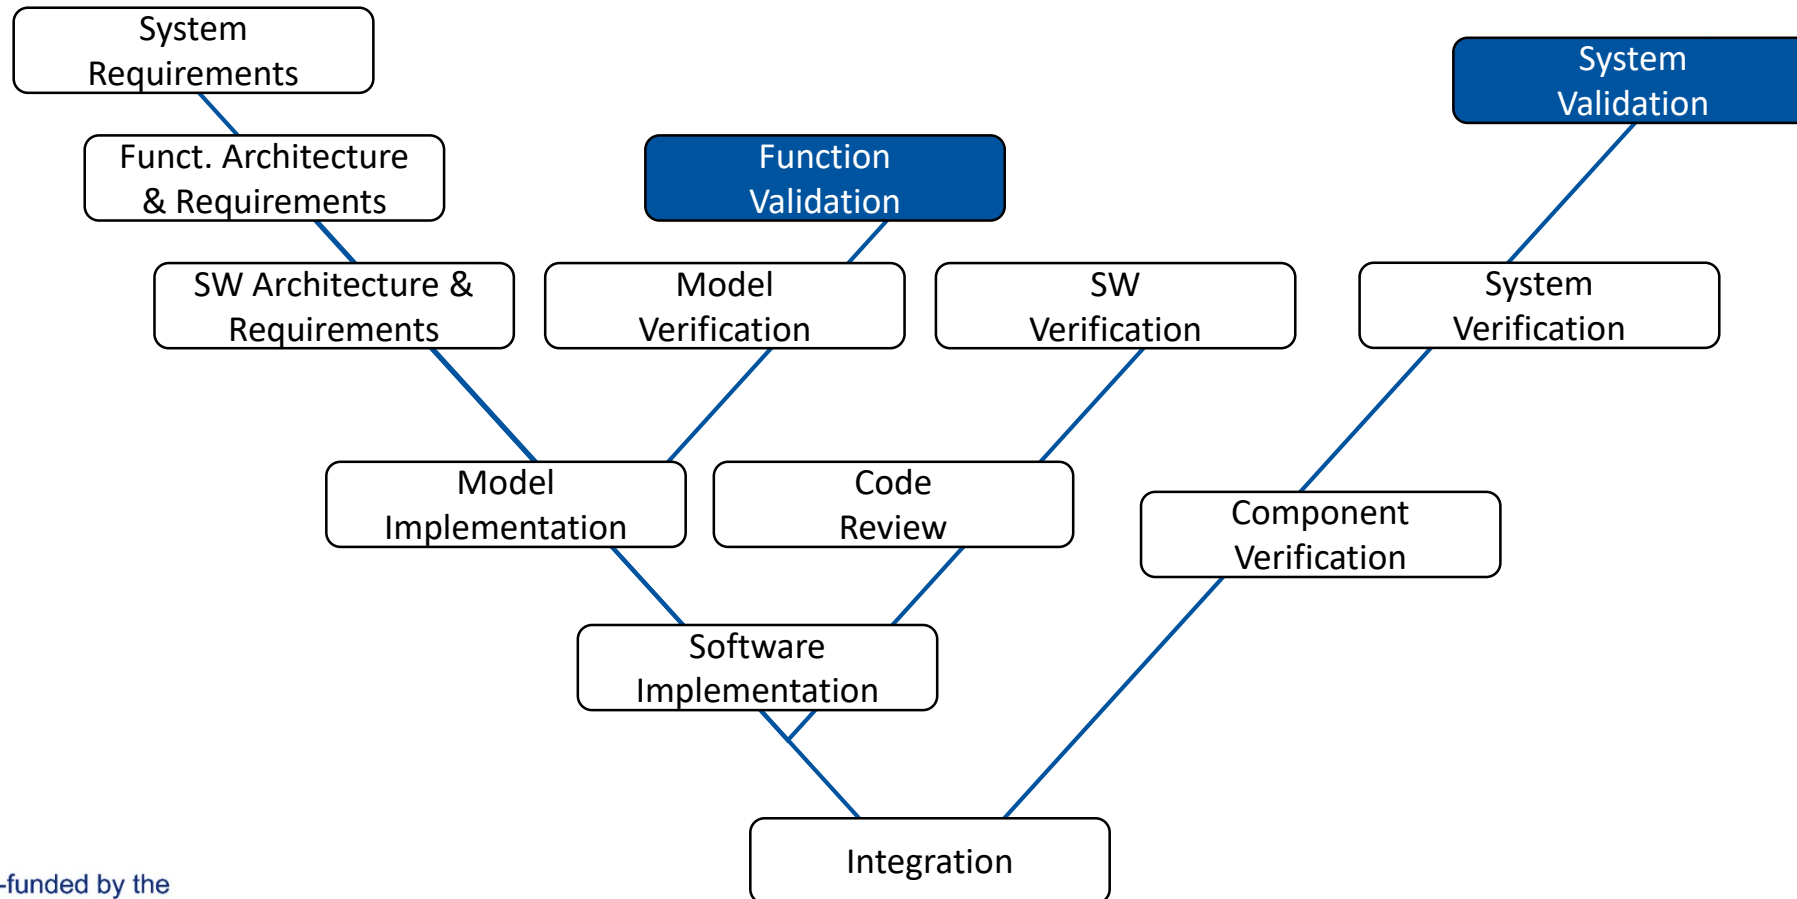 System
Requirements
System
Validation
Funct. Architecture
& Requirements
Function
Validation
SW Architecture &
Requirements
Model
Verification
SW
Verification
System
Verification
Model
Implementation
Code
Review
Component
Verification
Software
Implementation
Integration
-funded by the